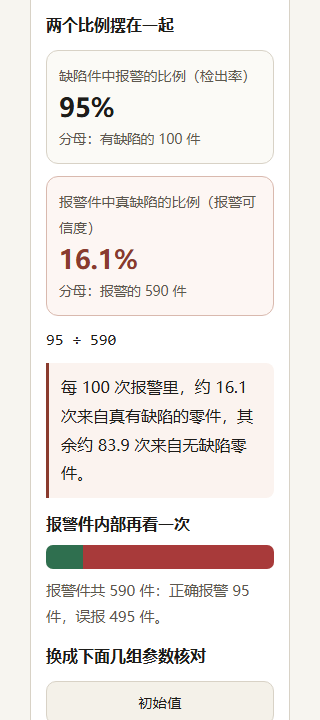 两个比例摆在一起
缺陷件中报警的比例（检出率）
95%
分母：有缺陷的 100 件
报警件中真缺陷的比例（报警可
信度）
16.1%
分母：报警的 590 件
95 ÷ 590
每 100 次报警里，约 16.1
次来自真有缺陷的零件，其
余约 83.9 次来自无缺陷零
件。
报警件内部再看一次
报警件共 590 件：正确报警 95
件，误报 495 件。
换成下面几组参数核对
初始值